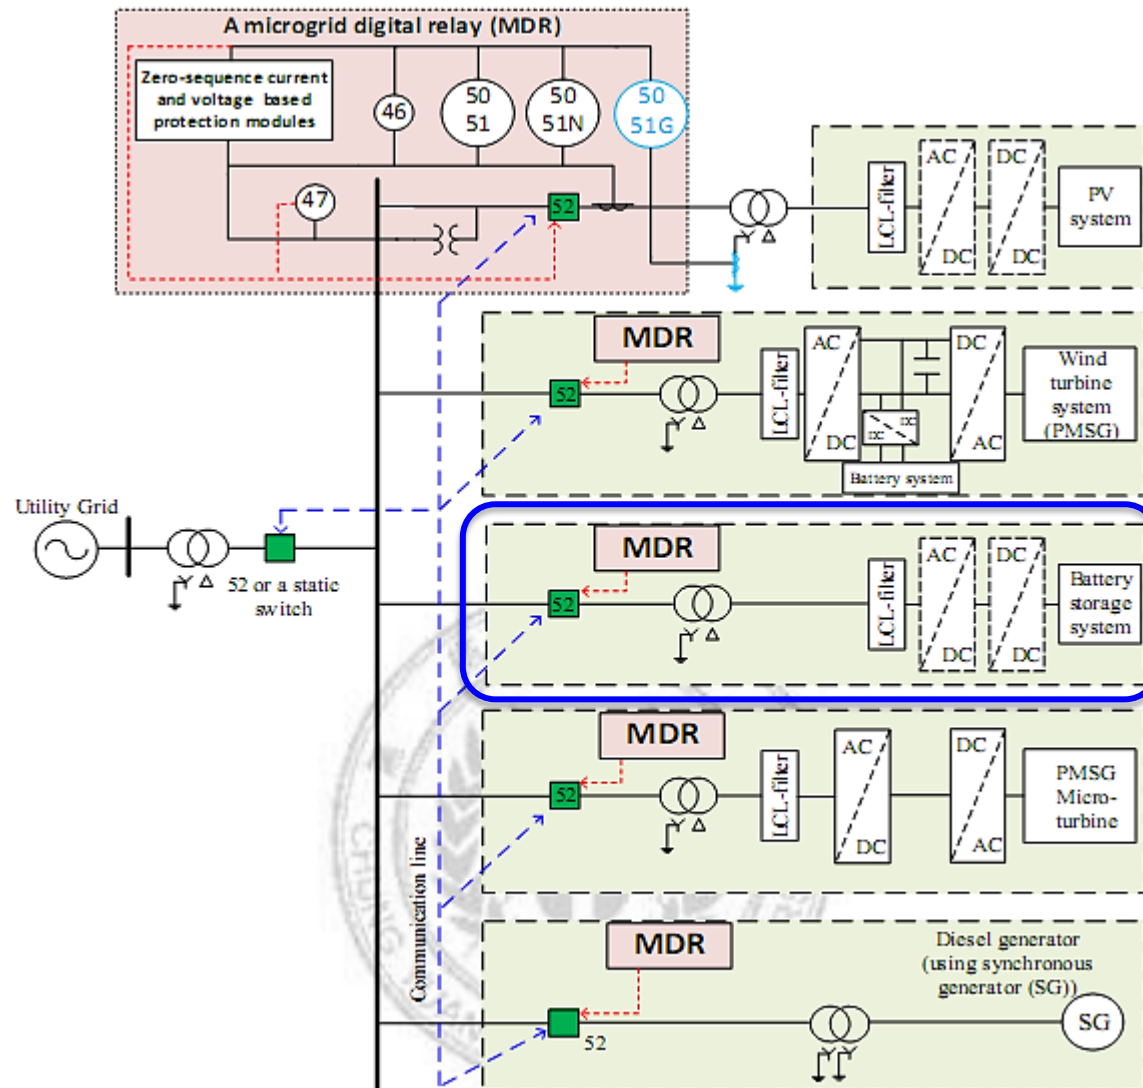 A microgrid digital relay (MDR)
Zero-sequence current
and voltage based
protection modules
46
50
51
50
51N
50
51G
47
52
LCL-filter
AC
DC
DC
DC
PV
system
MDR
52
LCL-filter
AC
DC
DC
DC
Battery system
DC
AC
Wind
turbine
system
(PMSG)
Utility Grid
52 or a static
switch
MDR
52
LCL-filter
AC
DC
DC
DC
Battery
storage
system
MDR
52
LCL-filter
AC
DC
DC
AC
PMSG
Micro-
turbine
Communication line
MDR
52
Diesel generator
(using synchronous
generator (SG))
SG
CHUNG YUAN